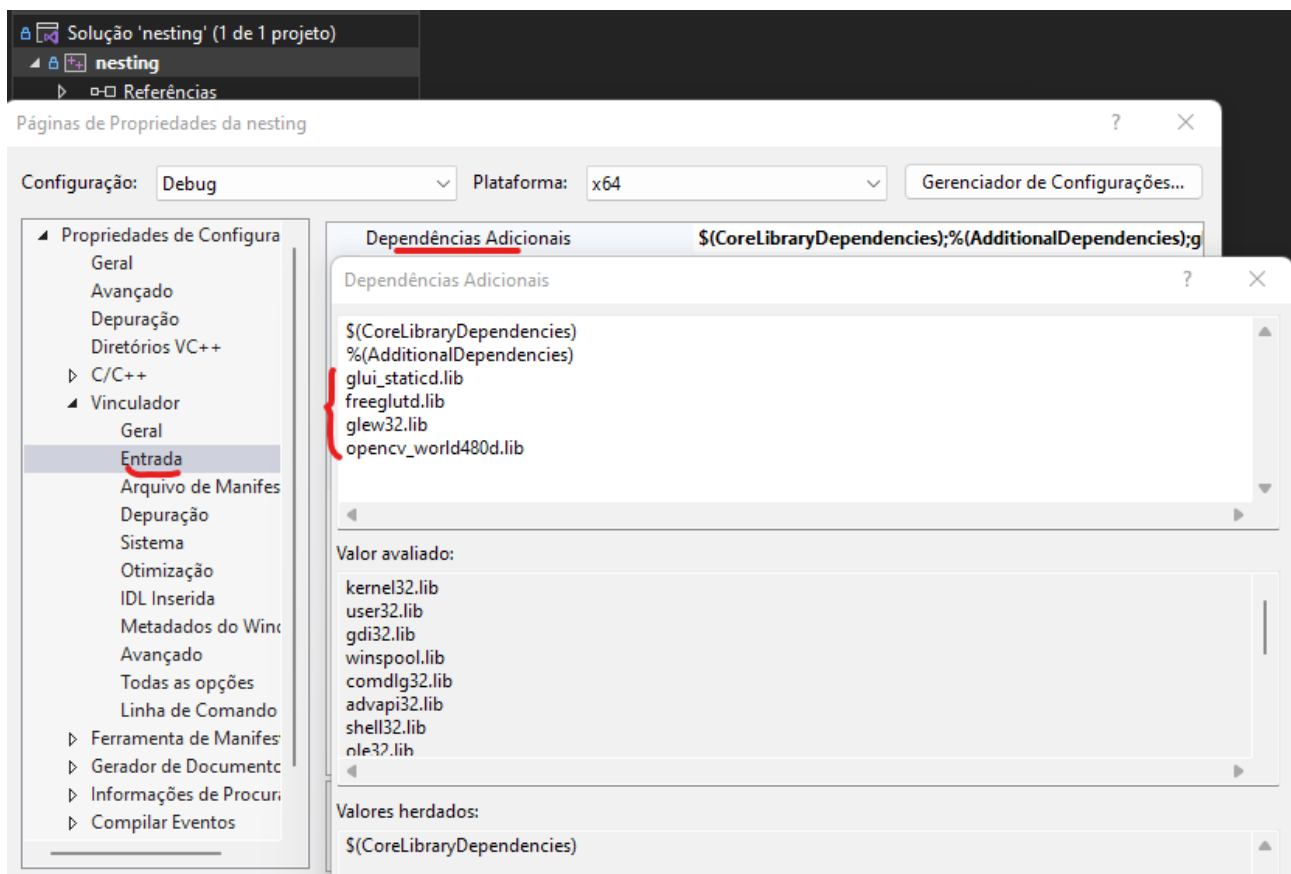 Solução 'nesting' (1 de 1 projeto)
nesting
Referências
Páginas de Propriedades da nesting
Configuração: Debug Plataforma: x64 Gerenciador de Configurações...
Propriedades de Configura
Geral
Avançado
Depuração
Diretórios VC++
C/C++
Vinculador
Geral
Entrada
Arquivo de Manifes
Depuração
Sistema
Otimização
IDL Inserida
Metadados do Wind
Avançado
Todas as opções
Linha de Comando
Ferramenta de Manifes
Gerador de Documento
Informações de Procura
Compilar Eventos
Dependências Adicionais $(CoreLibraryDependencies);%(AdditionalDependencies);gl
Dependências Adicionais
$(CoreLibraryDependencies)
%(AdditionalDependencies)
glui_staticd.lib
freeglutd.lib
glew32.lib
opencv_world480d.lib
Valor avaliado:
kernel32.lib
user32.lib
gdi32.lib
winspool.lib
comdlg32.lib
advapi32.lib
shell32.lib
ole32.lib
Valores herdados:
$(CoreLibraryDependencies)